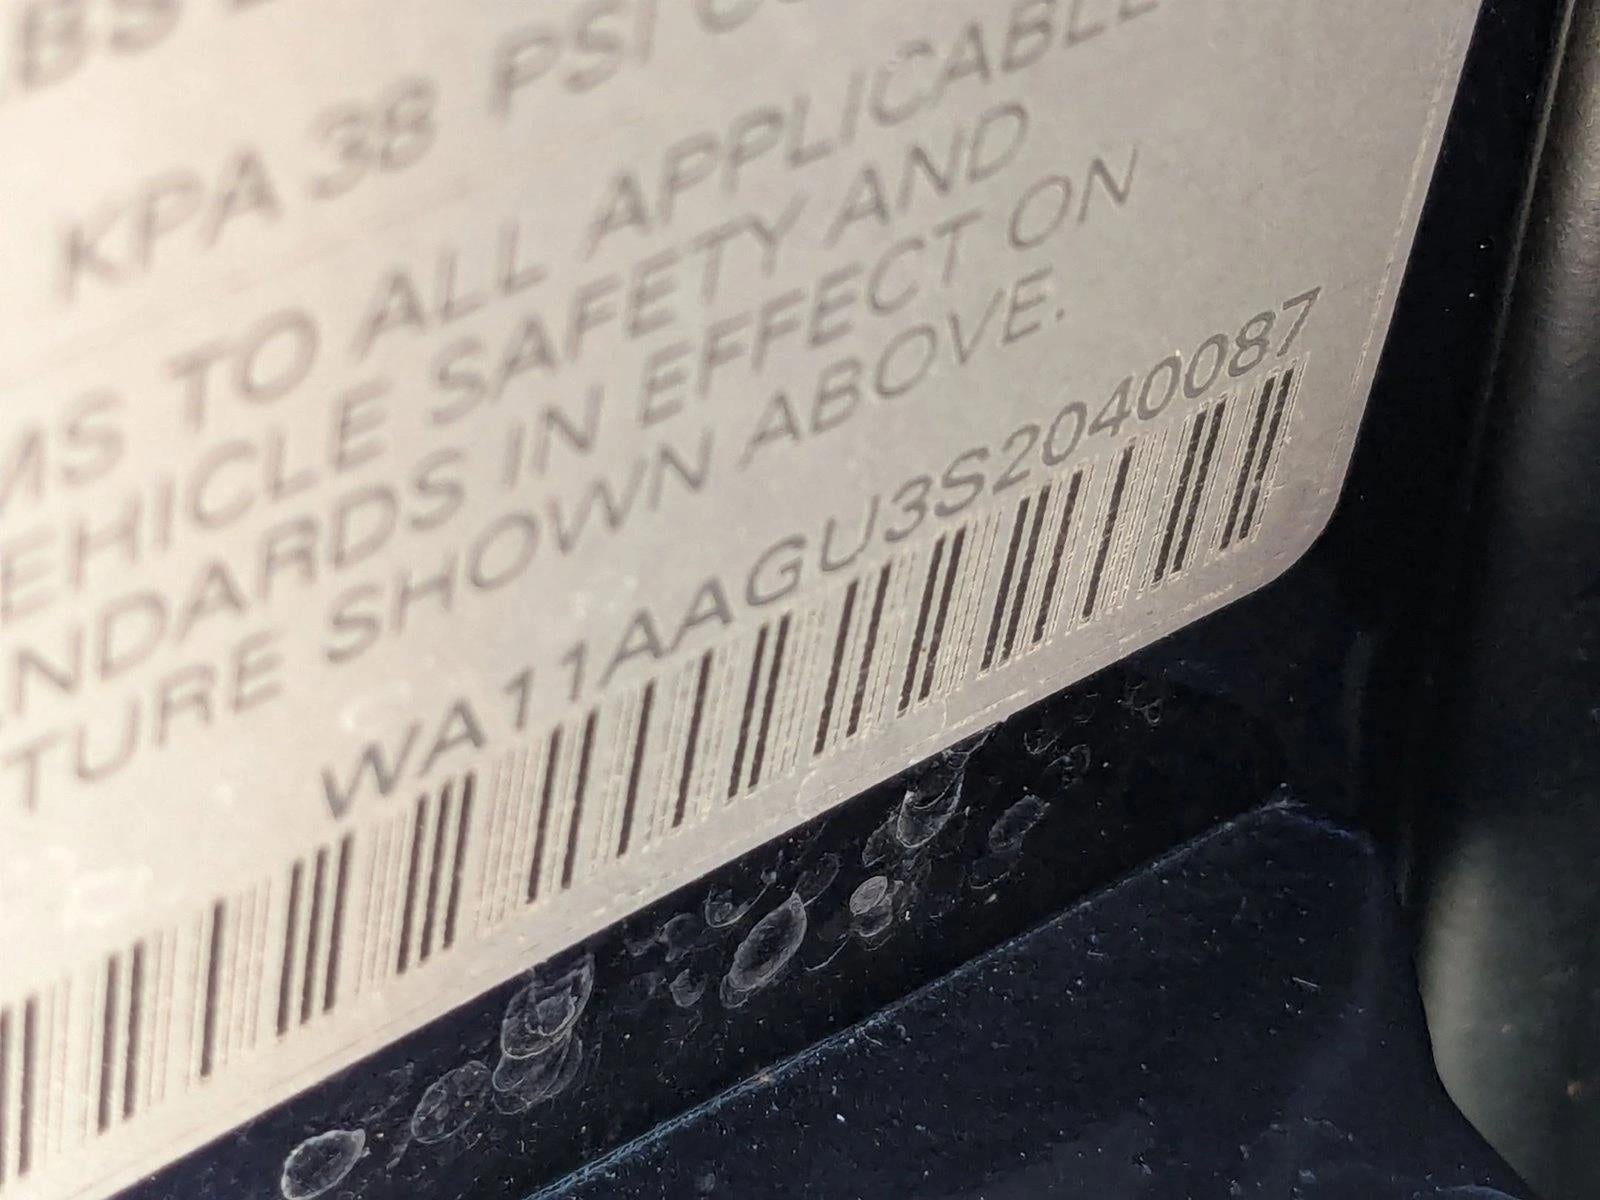 KPA 38 PSI
MS TO ALL APPLICABLE
EHICLE SAFETY AND
NDARDS IN EFFECT ON
TURE SHOWN ABOVE.
WA11AAGU3S2040087